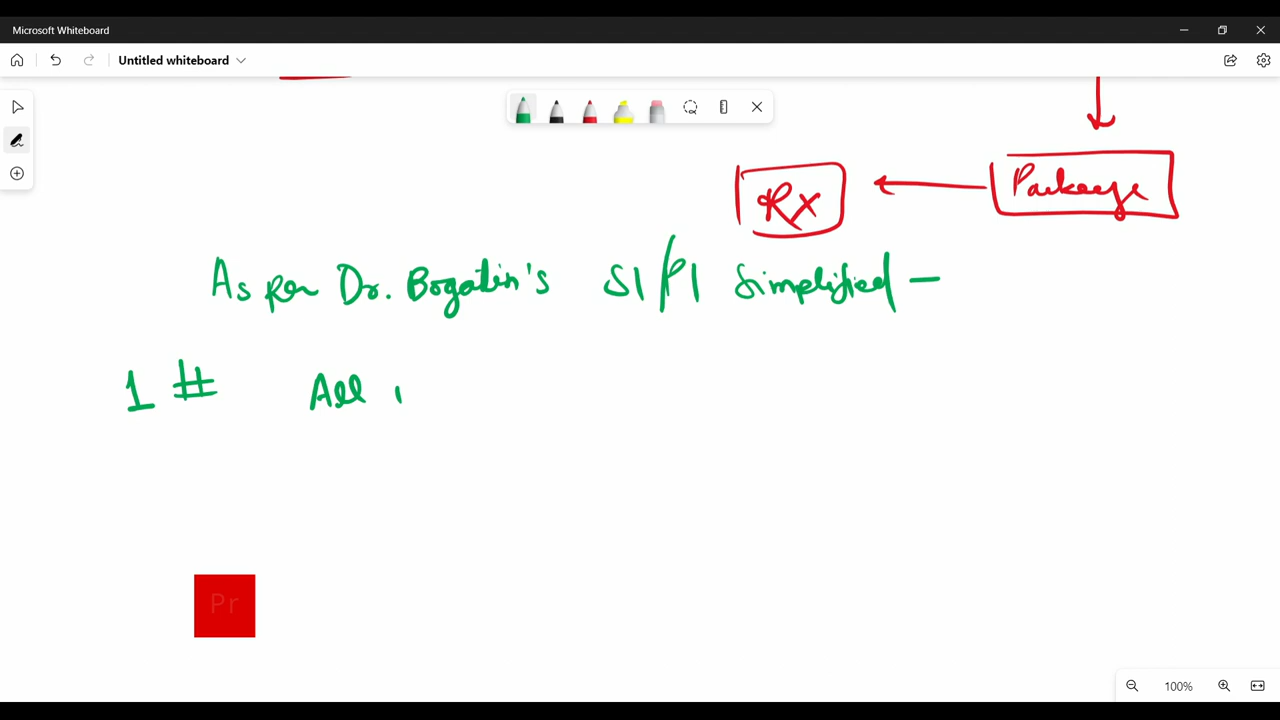 Microsoft Whiteboard
Untitled whiteboard
Package
Rx
As per Dr. Bogatin's SI/PI Simplified -
1 # All
Pr
100%